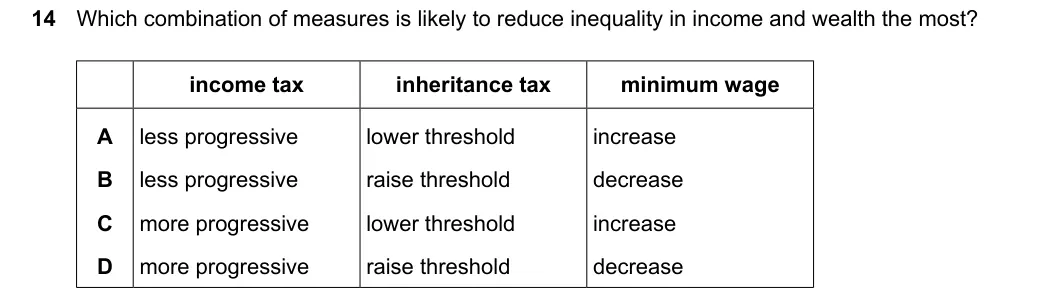 14 Which combination of measures is likely to reduce inequality in income and wealth the most?
income tax inheritance tax minimum wage
A less progressive lower threshold increase
B less progressive raise threshold decrease
C more progressive lower threshold increase
D more progressive raise threshold decrease